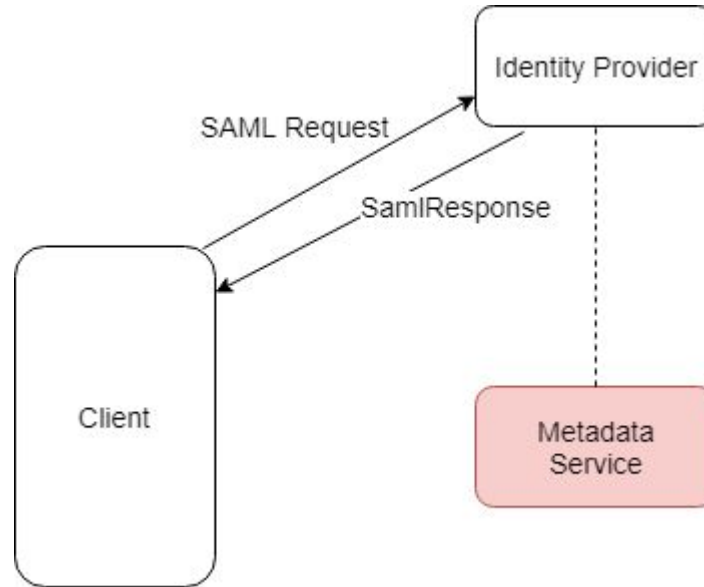 Identity Provider
SAML Request
SamlResponse
Client
Metadata
Service